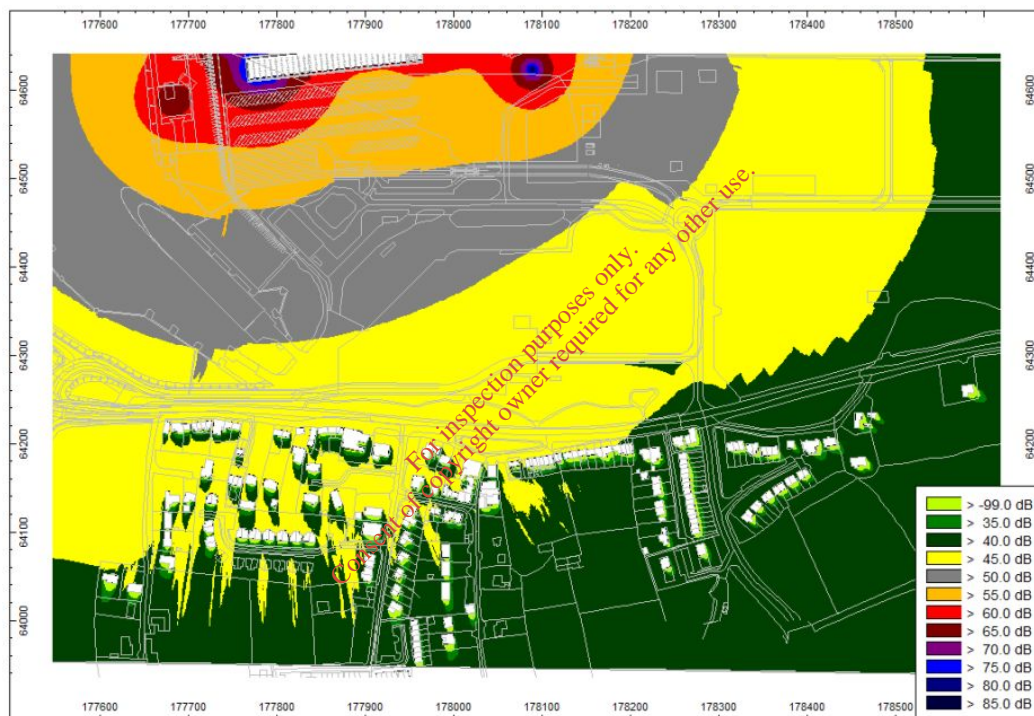 177600 177700 177800 177900 178000 178100 178200 178300 178400 178500
64600 64600
64500 64500
64400 64400
64300 64300
64200 64200
64100 64100
64000 64000
For inspection purposes only.
Consent of copyright owner required for any other use.
> -99.0 dB
> 35.0 dB
> 40.0 dB
> 45.0 dB
> 50.0 dB
> 55.0 dB
> 60.0 dB
> 65.0 dB
> 70.0 dB
> 75.0 dB
> 80.0 dB
> 85.0 dB
177600 177700 177800 177900 178000 178100 178200 178300 178400 178500